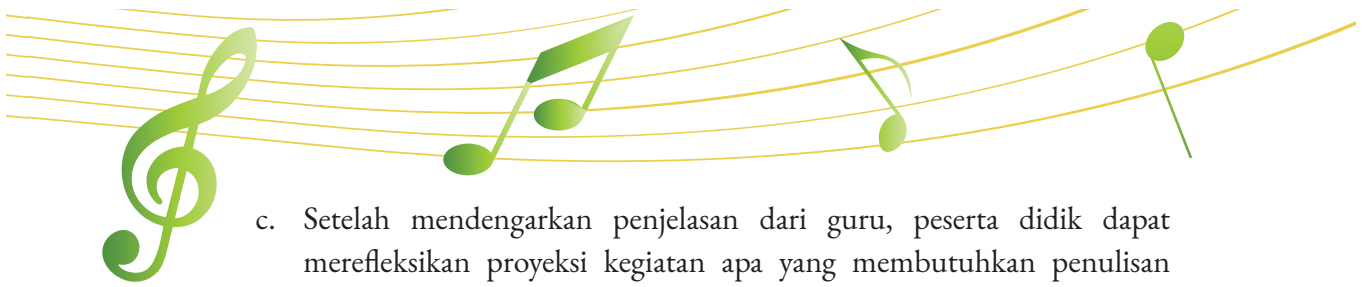 c. Setelah mendengarkan penjelasan dari guru, peserta didik dapat
merefleksikan proyeksi kegiatan apa yang membutuhkan penulisan